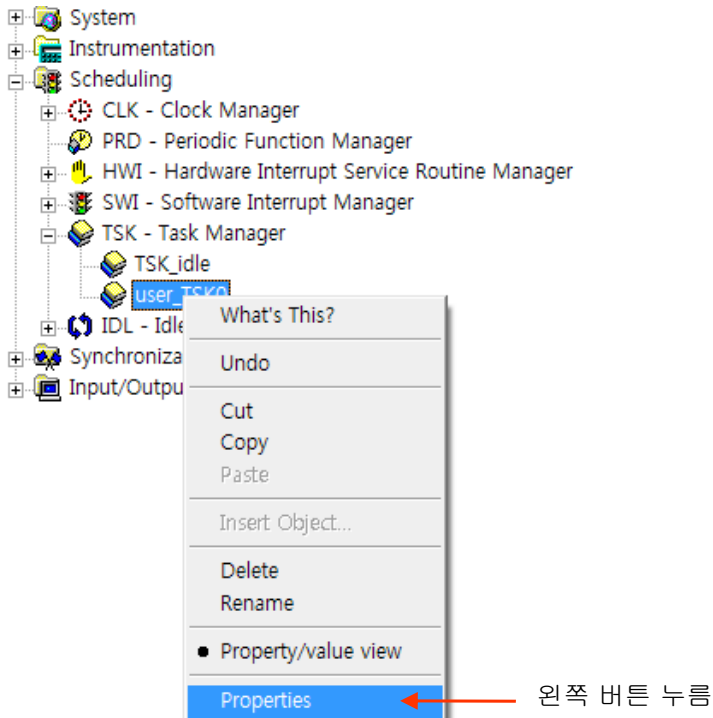 System
Instrumentation
Scheduling
CLK - Clock Manager
PRD - Periodic Function Manager
HWI - Hardware Interrupt Service Routine Manager
SWI - Software Interrupt Manager
TSK - Task Manager
TSK_idle
user_TSK0
IDL - Idle
Synchroniza
Input/Outpu
What's This?
Undo
Cut
Copy
Paste
Insert Object...
Delete
Rename
Property/value view
Properties
왼쪽 버튼 누름